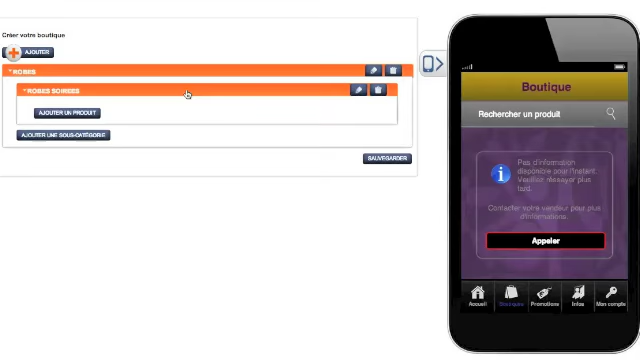 Créer votre boutique
AJOUTER
ROBES
ROBES SOIREES
AJOUTER UN PRODUIT
AJOUTER UNE SOUS-CATÉGORIE
SAUVEGARDER
Boutique
Rechercher un produit
Pas d'information
disponible pour l'instant.
Veuillez réssayer plus
tard.
Contacter votre vendeur pour plus
d'informations.
Appeler
Accueil
Boutique
Promotions
Infos
Mon compte